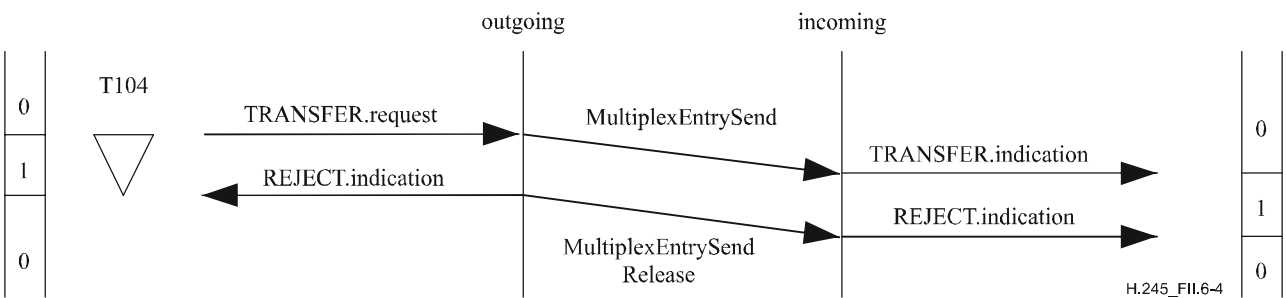 outgoing
incoming
T104
0
TRANSFER.request
MultiplexEntrySend
0
1
TRANSFER.indication
REJECT.indication
1
REJECT.indication
0
MultiplexEntrySend
Release
0
H.245_FII.6-4